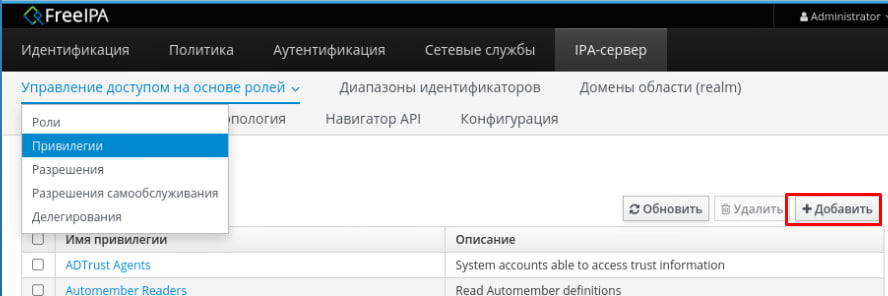 FreeIPA Administrator
Идентификация Политика Аутентификация Сетевые службы IPA-сервер
Управление доступом на основе ролей Диапазоны идентификаторов Домены области (realm)
Роли
Привилегии
Разрешения
Разрешения самообслуживания
Делегирования
Навигатор API Конфигурация
Обновить Удалить + Добавить
Имя привилегии Описание
ADTrust Agents System accounts able to access trust information
Automember Readers Read Automember definitions